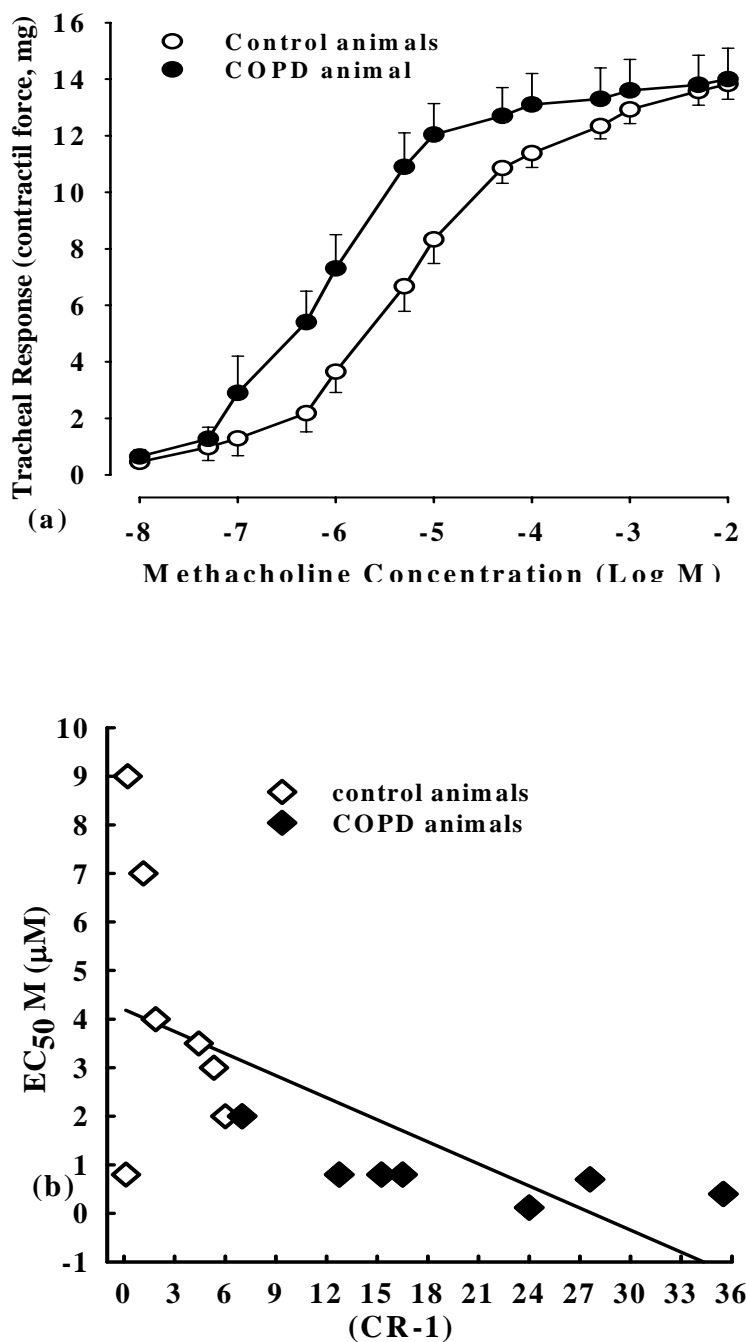 16
14
12
10
8
6
4
2
0
Tracheal Response (contractil force, mg)
Control animals
COPD animal
(a)
-8 -7 -6 -5 -4 -3 -2
Methacholine Concentration (Log M)
10
9
8
7
6
5
4
3
2
1
0
-1
EC50 M (μM)
control animals
COPD animals
(b)
0 3 6 9 12 15 18 21 24 27 30 33 36
(CR-1)